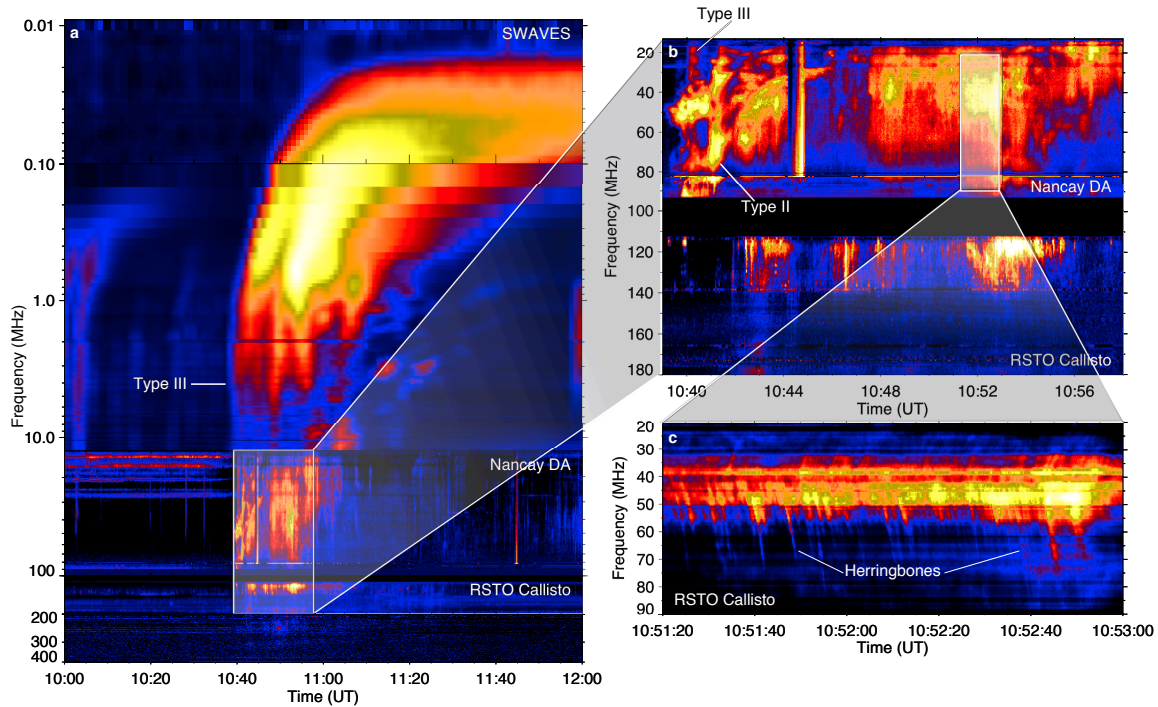 a
SWAVES
0.01
0.10
1.0
10.0
100
200
300
400
Frequency (MHz)
Type III
Nancay DA
RSTO Callisto
10:00
10:20
10:40
11:00
11:20
11:40
12:00
Time (UT)
Type III
b
20
40
60
80
100
120
140
160
180
Frequency (MHz)
Nancay DA
Type II
RSTO Callisto
10:40
10:44
10:48
10:52
10:56
Time (UT)
c
20
30
40
50
60
70
80
90
Frequency (MHz)
Herringbones
RSTO Callisto
10:51:20
10:51:40
10:52:00
10:52:20
10:52:40
10:53:00
Time (UT)